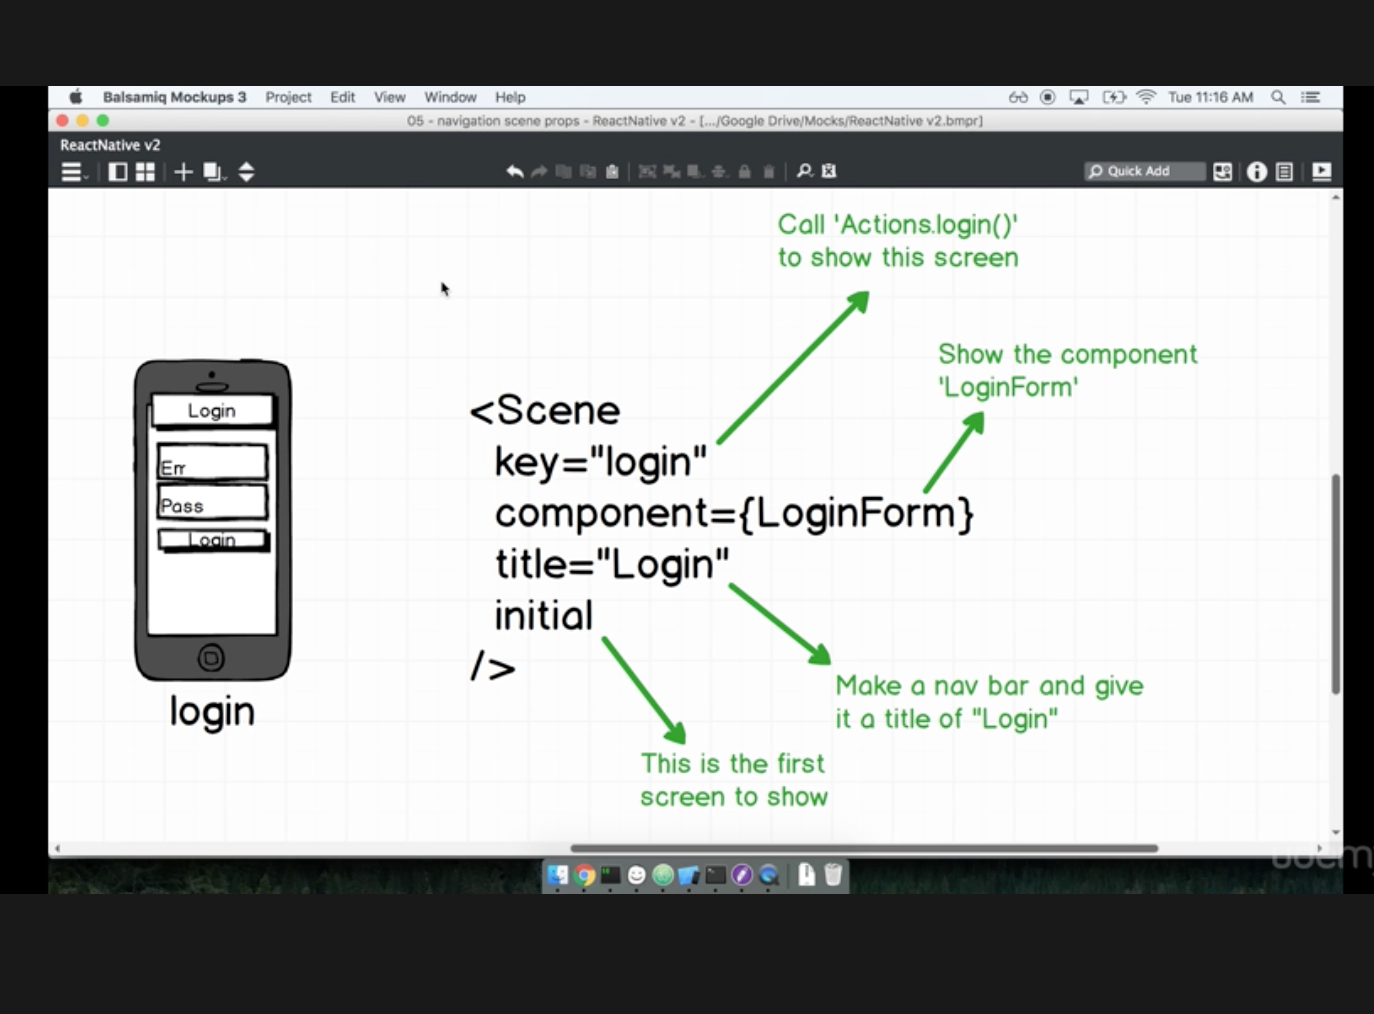 Balsamiq Mockups 3 Project Edit View Window Help Tue 11:16 AM
05 - navigation scene props - ReactNative v2 - [.../Google Drive/Mocks/ReactNative v2.bmpr]
ReactNative v2
Quick Add
Call 'Actions.login()'
to show this screen
Show the component
'LoginForm'
Login
Err
Pass
Login
login
<Scene
key="login"
component={LoginForm}
title="Login"
initial
/>
Make a nav bar and give
it a title of "Login"
This is the first
screen to show